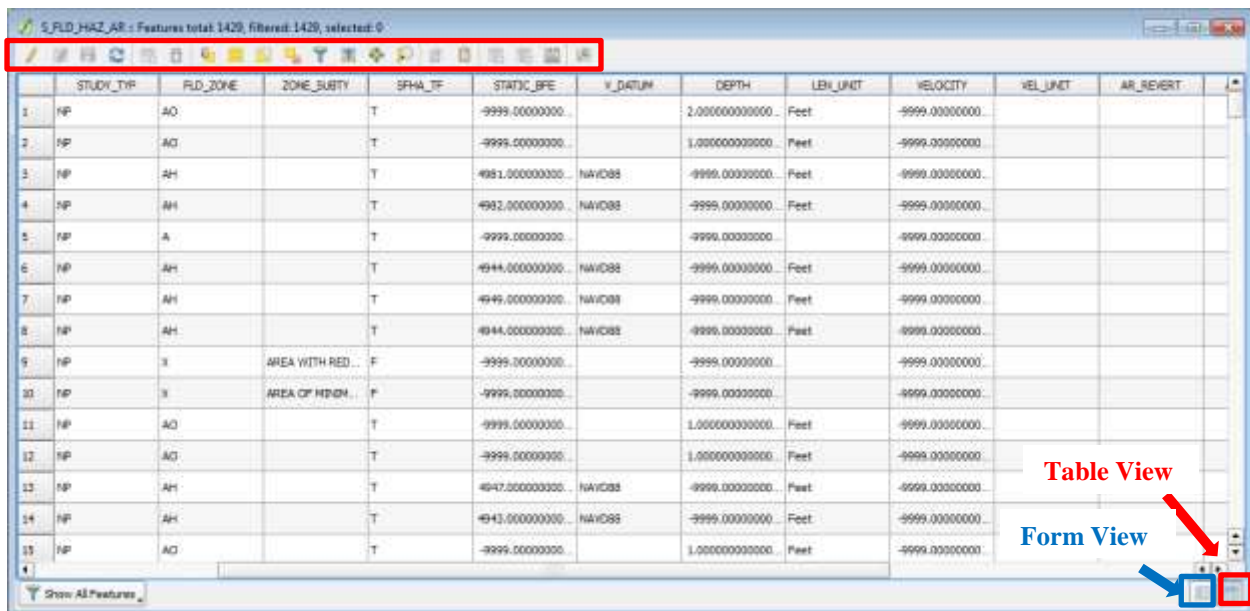 S_FLD_HAZ_AR :: Features total: 1429, filtered: 1429, selected: 0
STUDY_TYP FLD_ZONE ZONE_SUBTY SFHA_TF STATIC_BFE V_DATUM DEPTH LEN_UNIT VELOCITY VEL_UNIT AR_REVERT
1 NP AO T -9999.00000000... 2.000000000000... Feet -9999.00000000...
2 NP AO T -9999.00000000... 1.000000000000... Feet -9999.00000000...
3 NP AH T 4981.000000000... NAVD88 -9999.00000000... Feet -9999.00000000...
4 NP AH T 4982.000000000... NAVD88 -9999.00000000... Feet -9999.00000000...
5 NP A T -9999.00000000... -9999.00000000... -9999.00000000...
6 NP AH T 4944.000000000... NAVD88 -9999.00000000... Feet -9999.00000000...
7 NP AH T 4949.000000000... NAVD88 -9999.00000000... Feet -9999.00000000...
8 NP AH T 4944.000000000... NAVD88 -9999.00000000... Feet -9999.00000000...
9 NP X AREA WITH RED... F -9999.00000000... -9999.00000000... -9999.00000000...
10 NP X AREA OF MINIM... F -9999.00000000... -9999.00000000... -9999.00000000...
11 NP AO T -9999.00000000... 1.000000000000... Feet -9999.00000000...
12 NP AO T -9999.00000000... 1.000000000000... Feet -9999.00000000...
13 NP AH T 4947.000000000... NAVD88 -9999.00000000... Feet -9999.00000000...
14 NP AH T 4943.000000000... NAVD88 -9999.00000000... Feet -9999.00000000...
15 NP AO T -9999.00000000... 1.000000000000... Feet -9999.00000000...
Table View
Form View
Show All Features